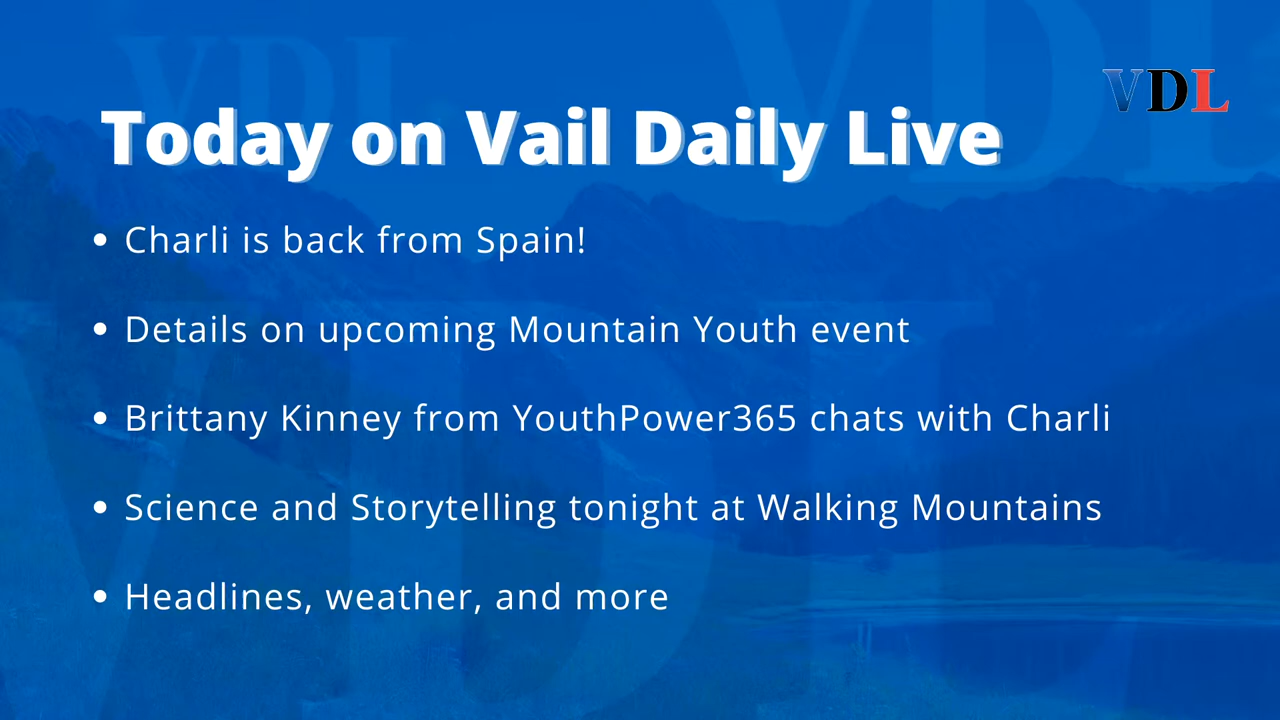 VDL
Today on Vail Daily Live
• Charli is back from Spain!
• Details on upcoming Mountain Youth event
• Brittany Kinney from YouthPower365 chats with Charli
• Science and Storytelling tonight at Walking Mountains
• Headlines, weather, and more